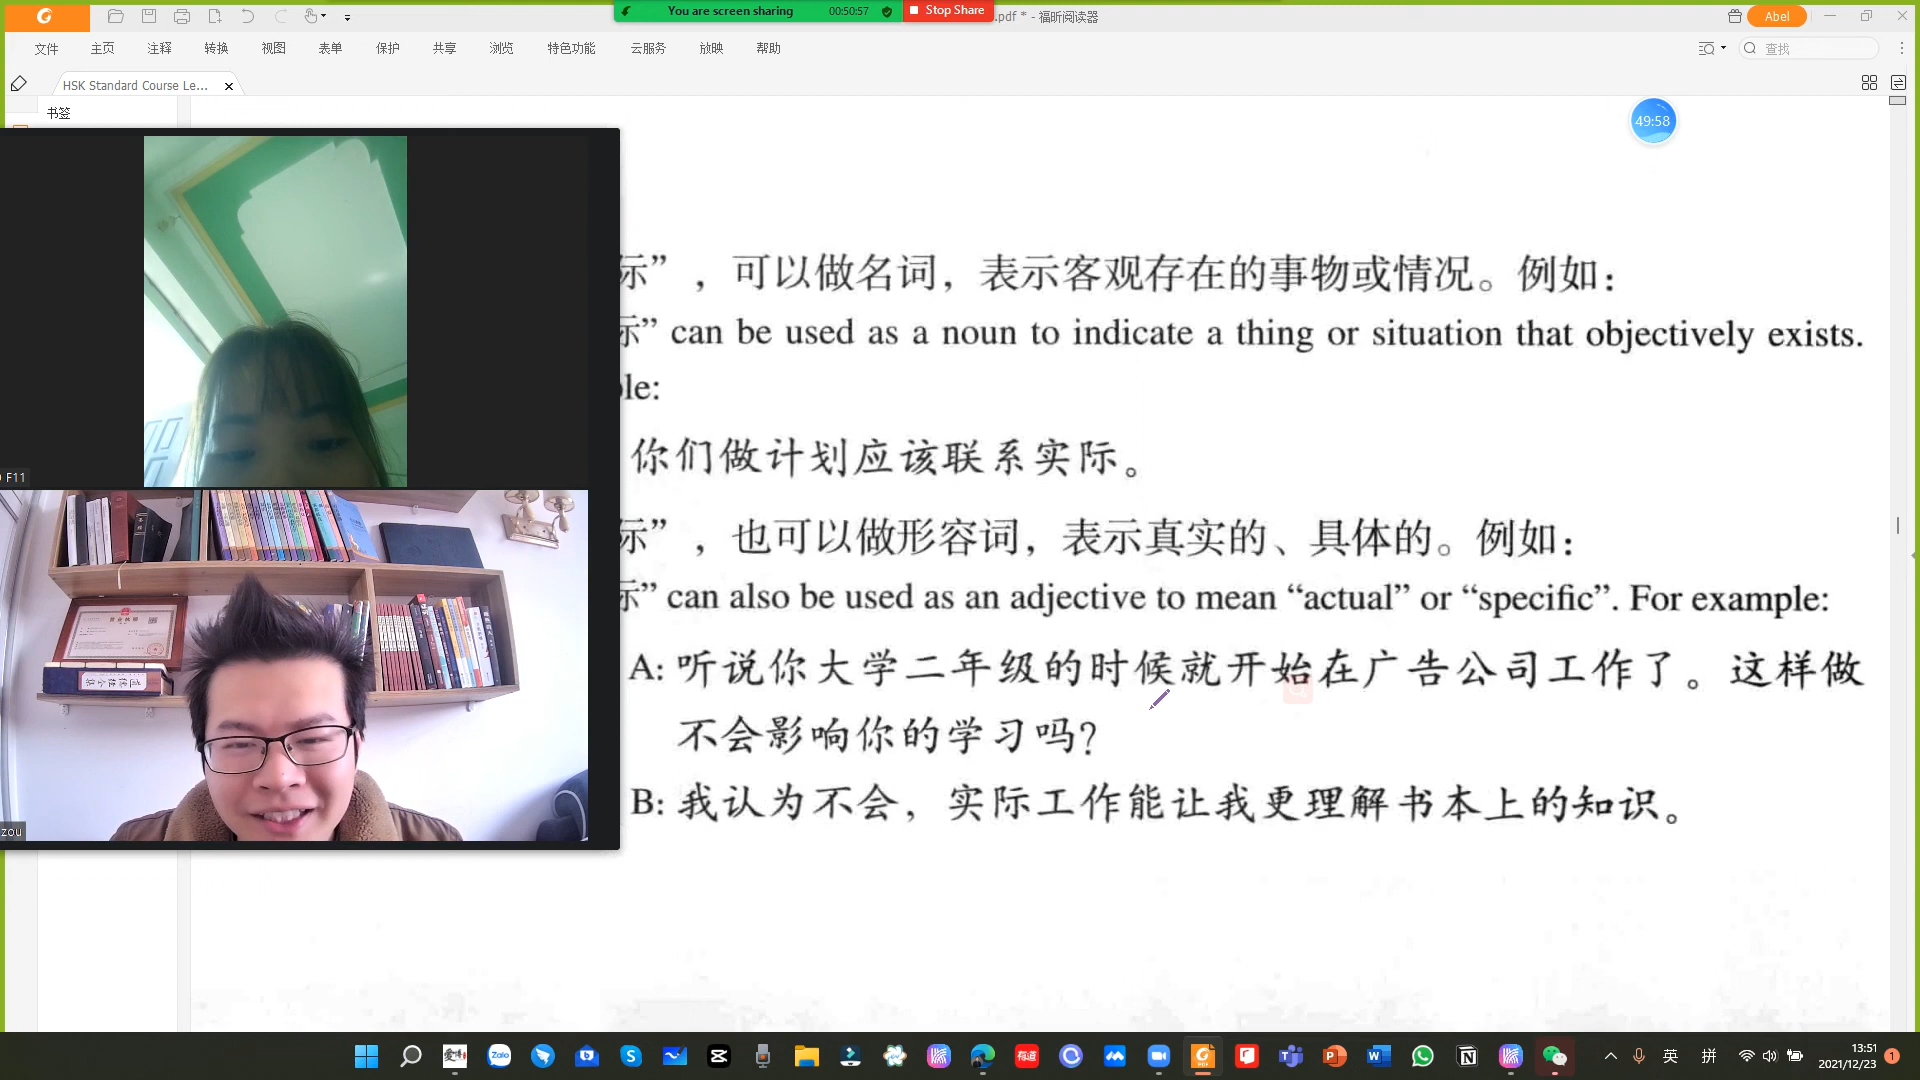 You are screen sharing
00:50:57
Stop Share
.pdf * - 福昕阅读器
Abel
文件 主页 注释 转换 视图 表单 保护 共享 浏览 特色功能 云服务 放映 帮助
查找
HSK Standard Course Le...
书签
49:58
际”，可以做名词，表示客观存在的事物或情况。例如：
际” can be used as a noun to indicate a thing or situation that objectively exists.
ple:
你们做计划应该联系实际。
F11
际”，也可以做形容词，表示真实的、具体的。例如：
际” can also be used as an adjective to mean “actual” or “specific”. For example:
A: 听说你大学二年级的时候就开始在广告公司工作了。这样做
不会影响你的学习吗?
B: 我认为不会，实际工作能让我更理解书本上的知识。
zou
Zalo
有道
英
拼
13:51
2021/12/23
1